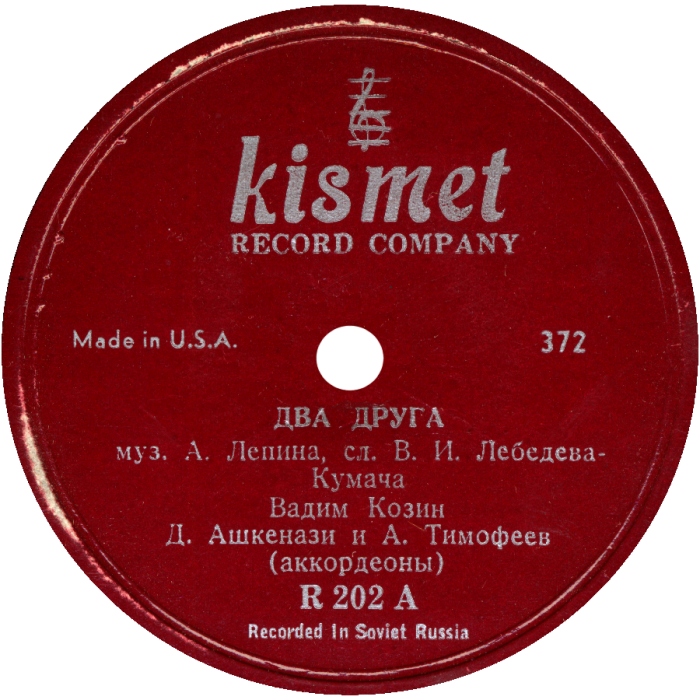 kismet
RECORD COMPANY
Made in U.S.A.
372
ДВА ДРУГА
муз. А. Лепина, сл. В. И. Лебедева-
Кумача
Вадим Козин
Д. Ашкенази и А. Тимофеев
(аккордеоны)
R 202 A
Recorded In Soviet Russia